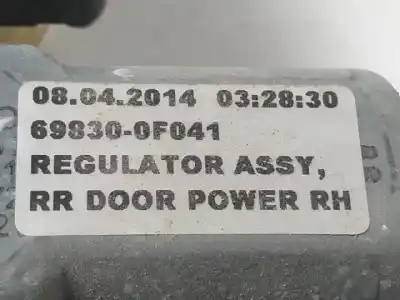 08.04.2014 03:28:30
69830-0F041
REGULATOR ASSY,
RR DOOR POWER RH